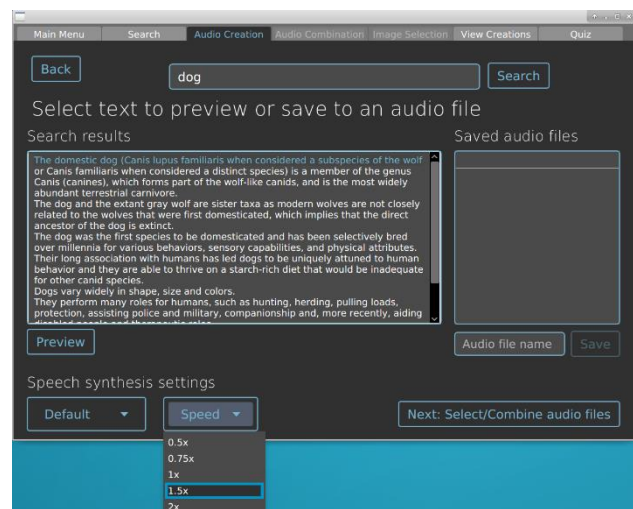 Main Menu Search Audio Creation Audio Combination Image Selection View Creations Quiz
Back dog Search
Select text to preview or save to an audio file
Search results Saved audio files
The domestic dog (Canis lupus familiaris when considered a subspecies of the wolf
or Canis familiaris when considered a distinct species) is a member of the genus
Canis (canines), which forms part of the wolf-like canids, and is the most widely
abundant terrestrial carnivore.
The dog and the extant gray wolf are sister taxa as modern wolves are not closely
related to the wolves that were first domesticated, which implies that the direct
ancestor of the dog is extinct.
The dog was the first species to be domesticated and has been selectively bred
over millennia for various behaviors, sensory capabilities, and physical attributes.
Their long association with humans has led dogs to be uniquely attuned to human
behavior and they are able to thrive on a starch-rich diet that would be inadequate
for other canid species.
Dogs vary widely in shape, size and colors.
They perform many roles for humans, such as hunting, herding, pulling loads,
protection, assisting police and military, companionship and, more recently, aiding
disabled people and therapeutic roles.
Preview Audio file name Save
Speech synthesis settings
Default Speed Next: Select/Combine audio files
0.5x
0.75x
1x
1.5x
2x